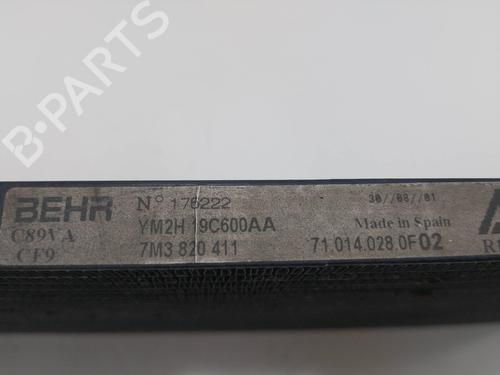 B-PARTS
BEHR N° 176222 30//08//01
C89VA YM2H 19C600AA Made in Spain
CF9 7M3 820 411 71.014.028 0F02